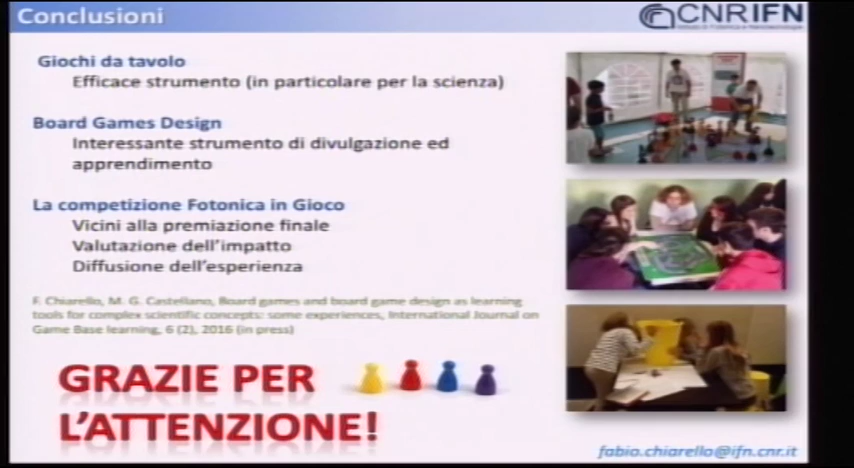 Conclusioni
CNRIFN
Giochi da tavolo
Efficace strumento (in particolare per la scienza)
Board Games Design
Interessante strumento di divulgazione ed
apprendimento
La competizione Fotonica in Gioco
Vicini alla premiazione finale
Valutazione dell'impatto
Diffusione dell'esperienza
F. Chiarello, M. G. Castellano, Board games and board game design as learning
tools for complex scientific concepts: some experiences, International Journal on
Game Base learning, 6 (2), 2016 (in press)
GRAZIE PER
L'ATTENZIONE!
fabio.chiarello@ifn.cnr.it